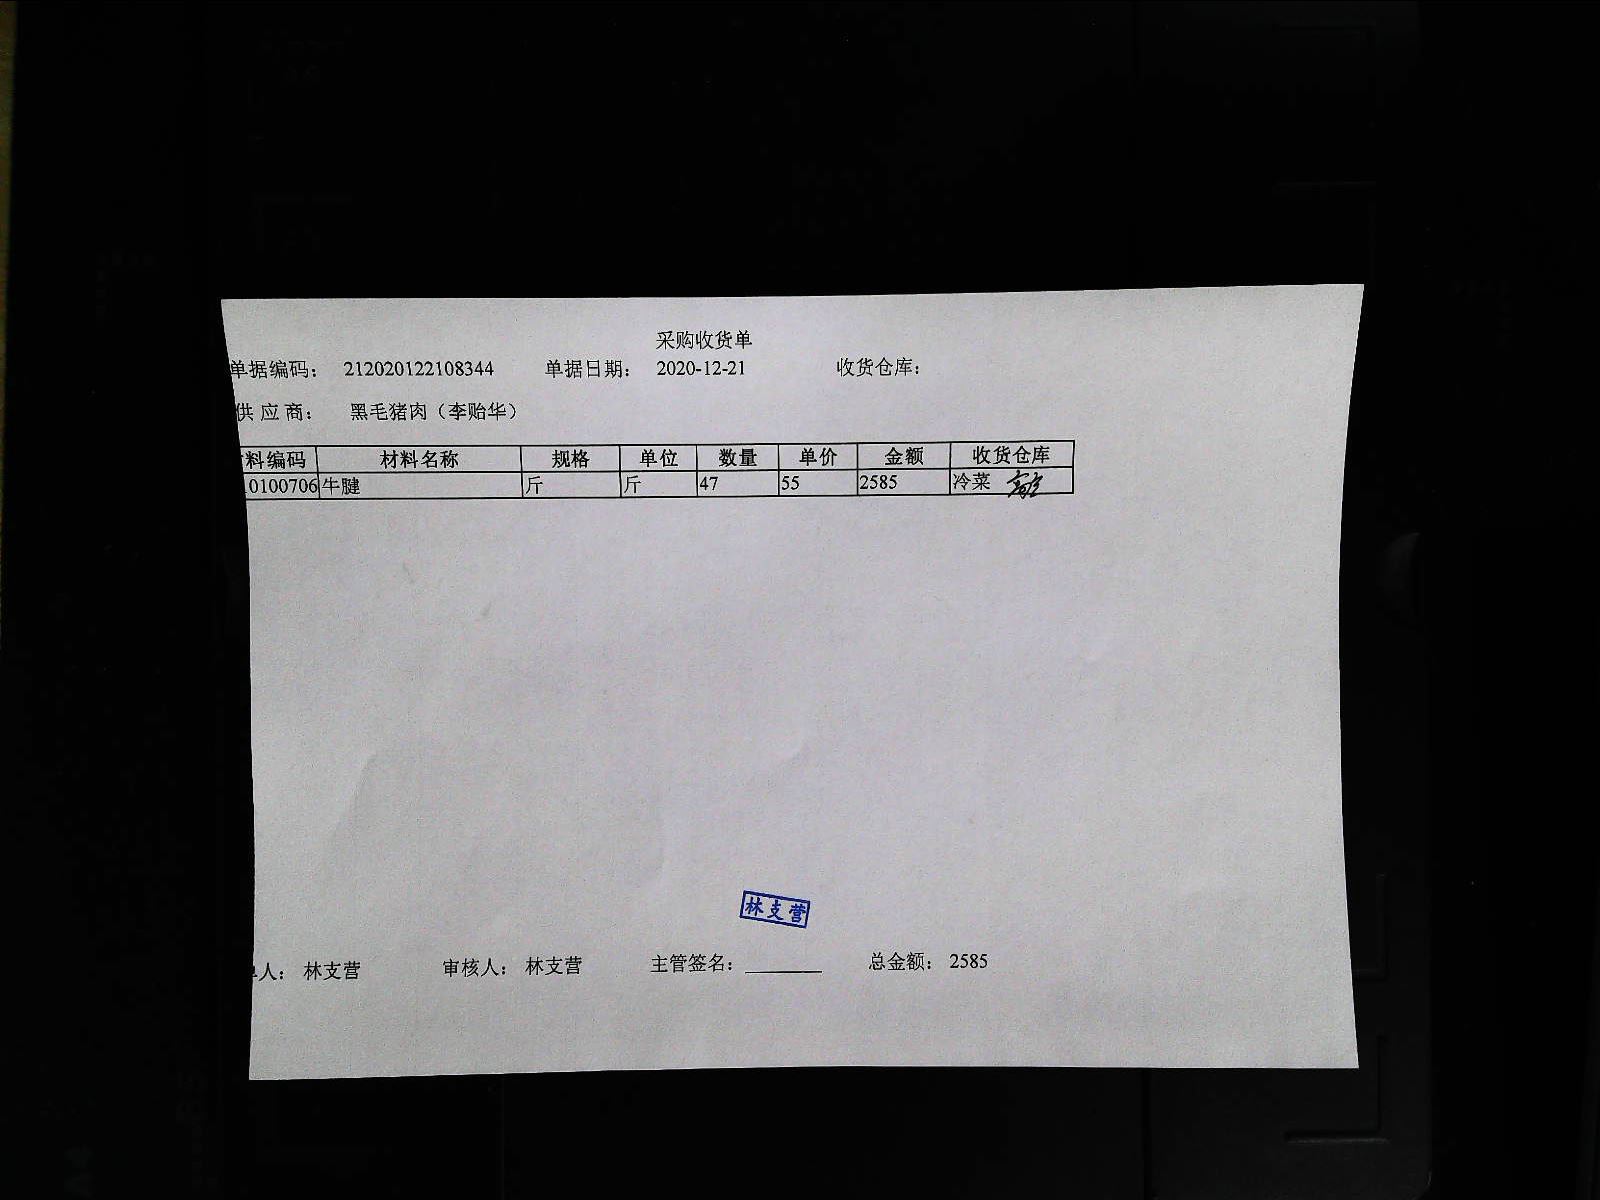 采购收货单
单据编码： 212020122108344 单据日期： 2020-12-21 收货仓库：
供应商： 黑毛猪肉（李贻华）
料编码 材料名称 规格 单位 数量 单价 金额 收货仓库
0100706 牛腱 斤 斤 47 55 2585 冷菜
林支营
人： 林支营 审核人： 林支营 主管签名： 总金额： 2585